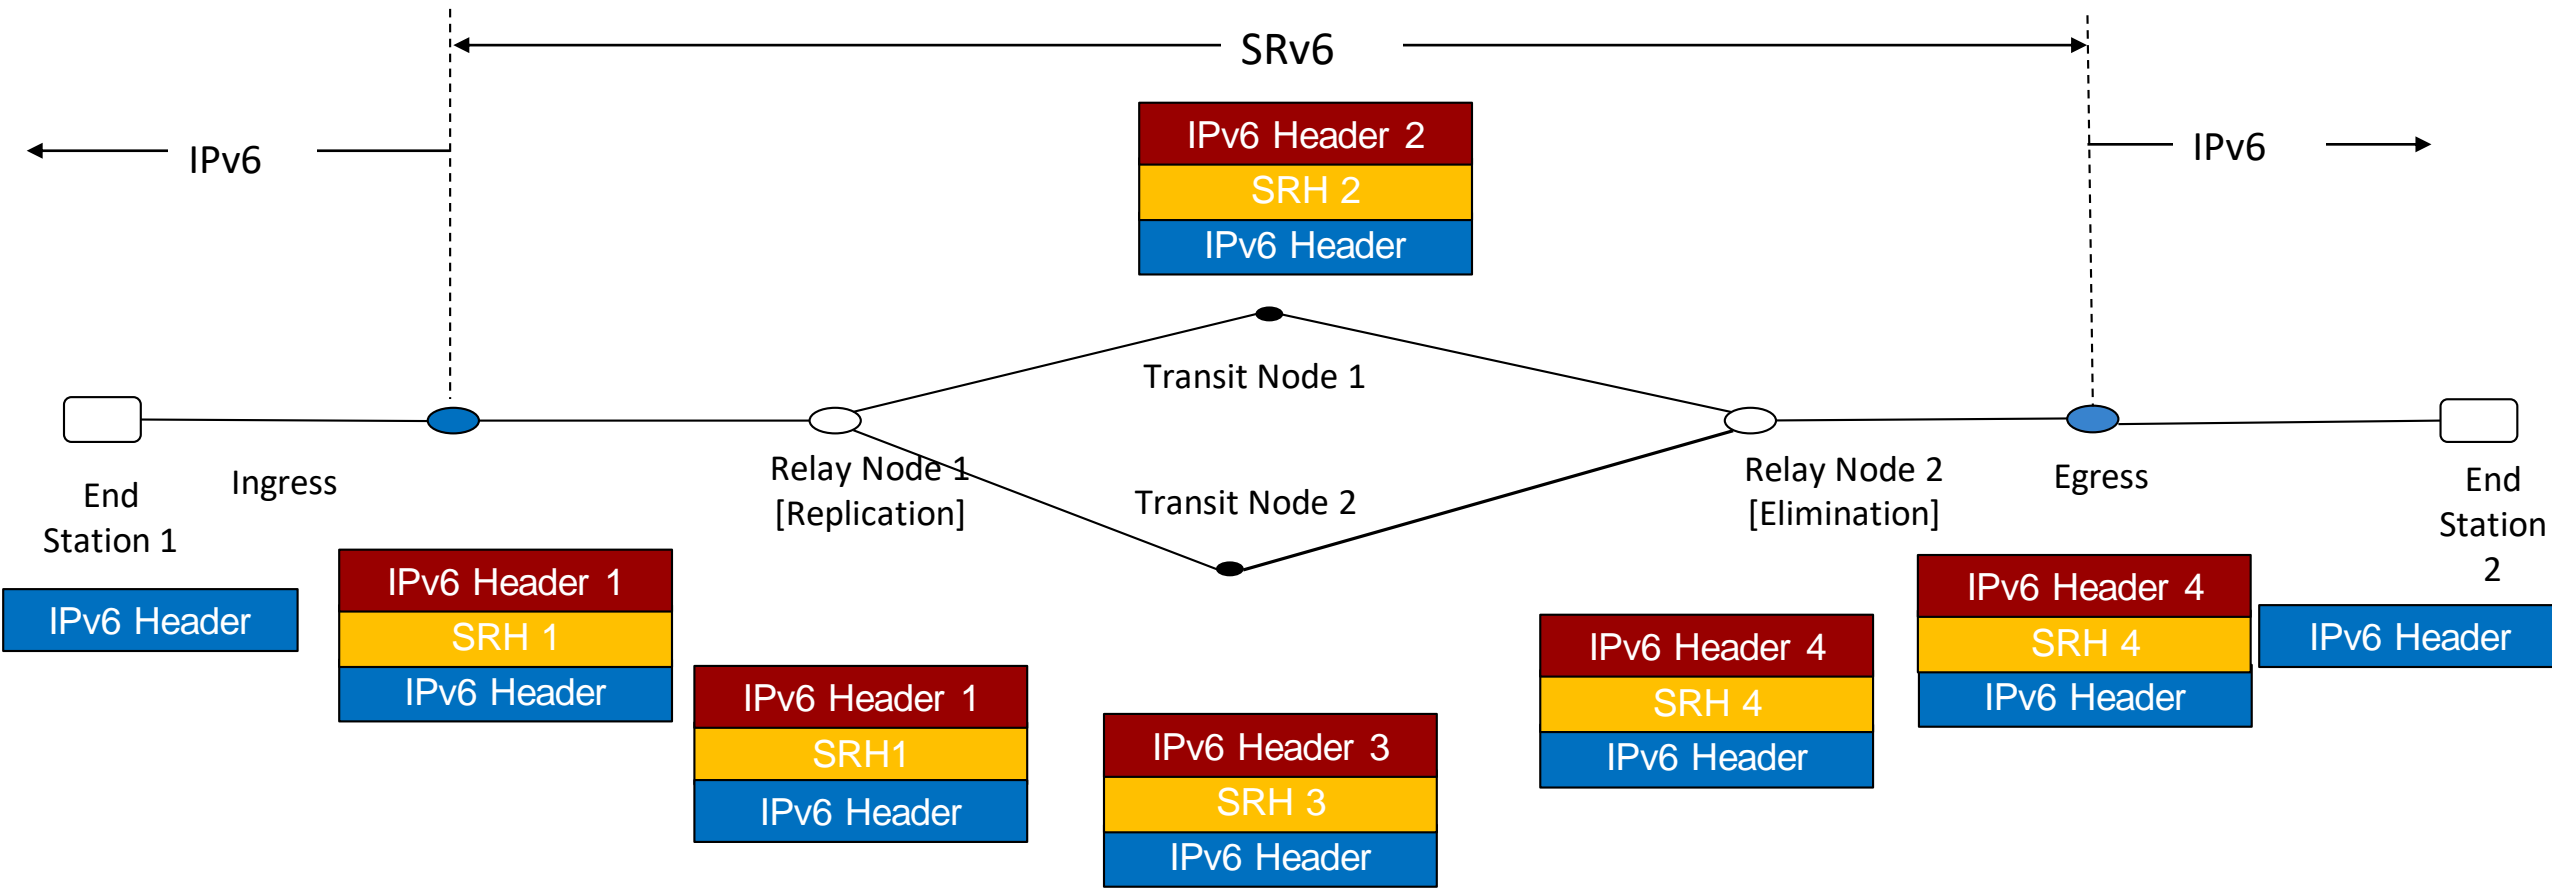 SRv6
IPv6
IPv6
IPv6 Header 2
SRH 2
IPv6 Header
Transit Node 1
Relay Node 1
[Replication]
Transit Node 2
Relay Node 2
[Elimination]
Ingress
Egress
End
Station 1
End
Station
2
IPv6 Header
IPv6 Header 1
SRH 1
IPv6 Header
IPv6 Header 1
SRH1
IPv6 Header
IPv6 Header 3
SRH 3
IPv6 Header
IPv6 Header 4
SRH 4
IPv6 Header
IPv6 Header 4
SRH 4
IPv6 Header
IPv6 Header